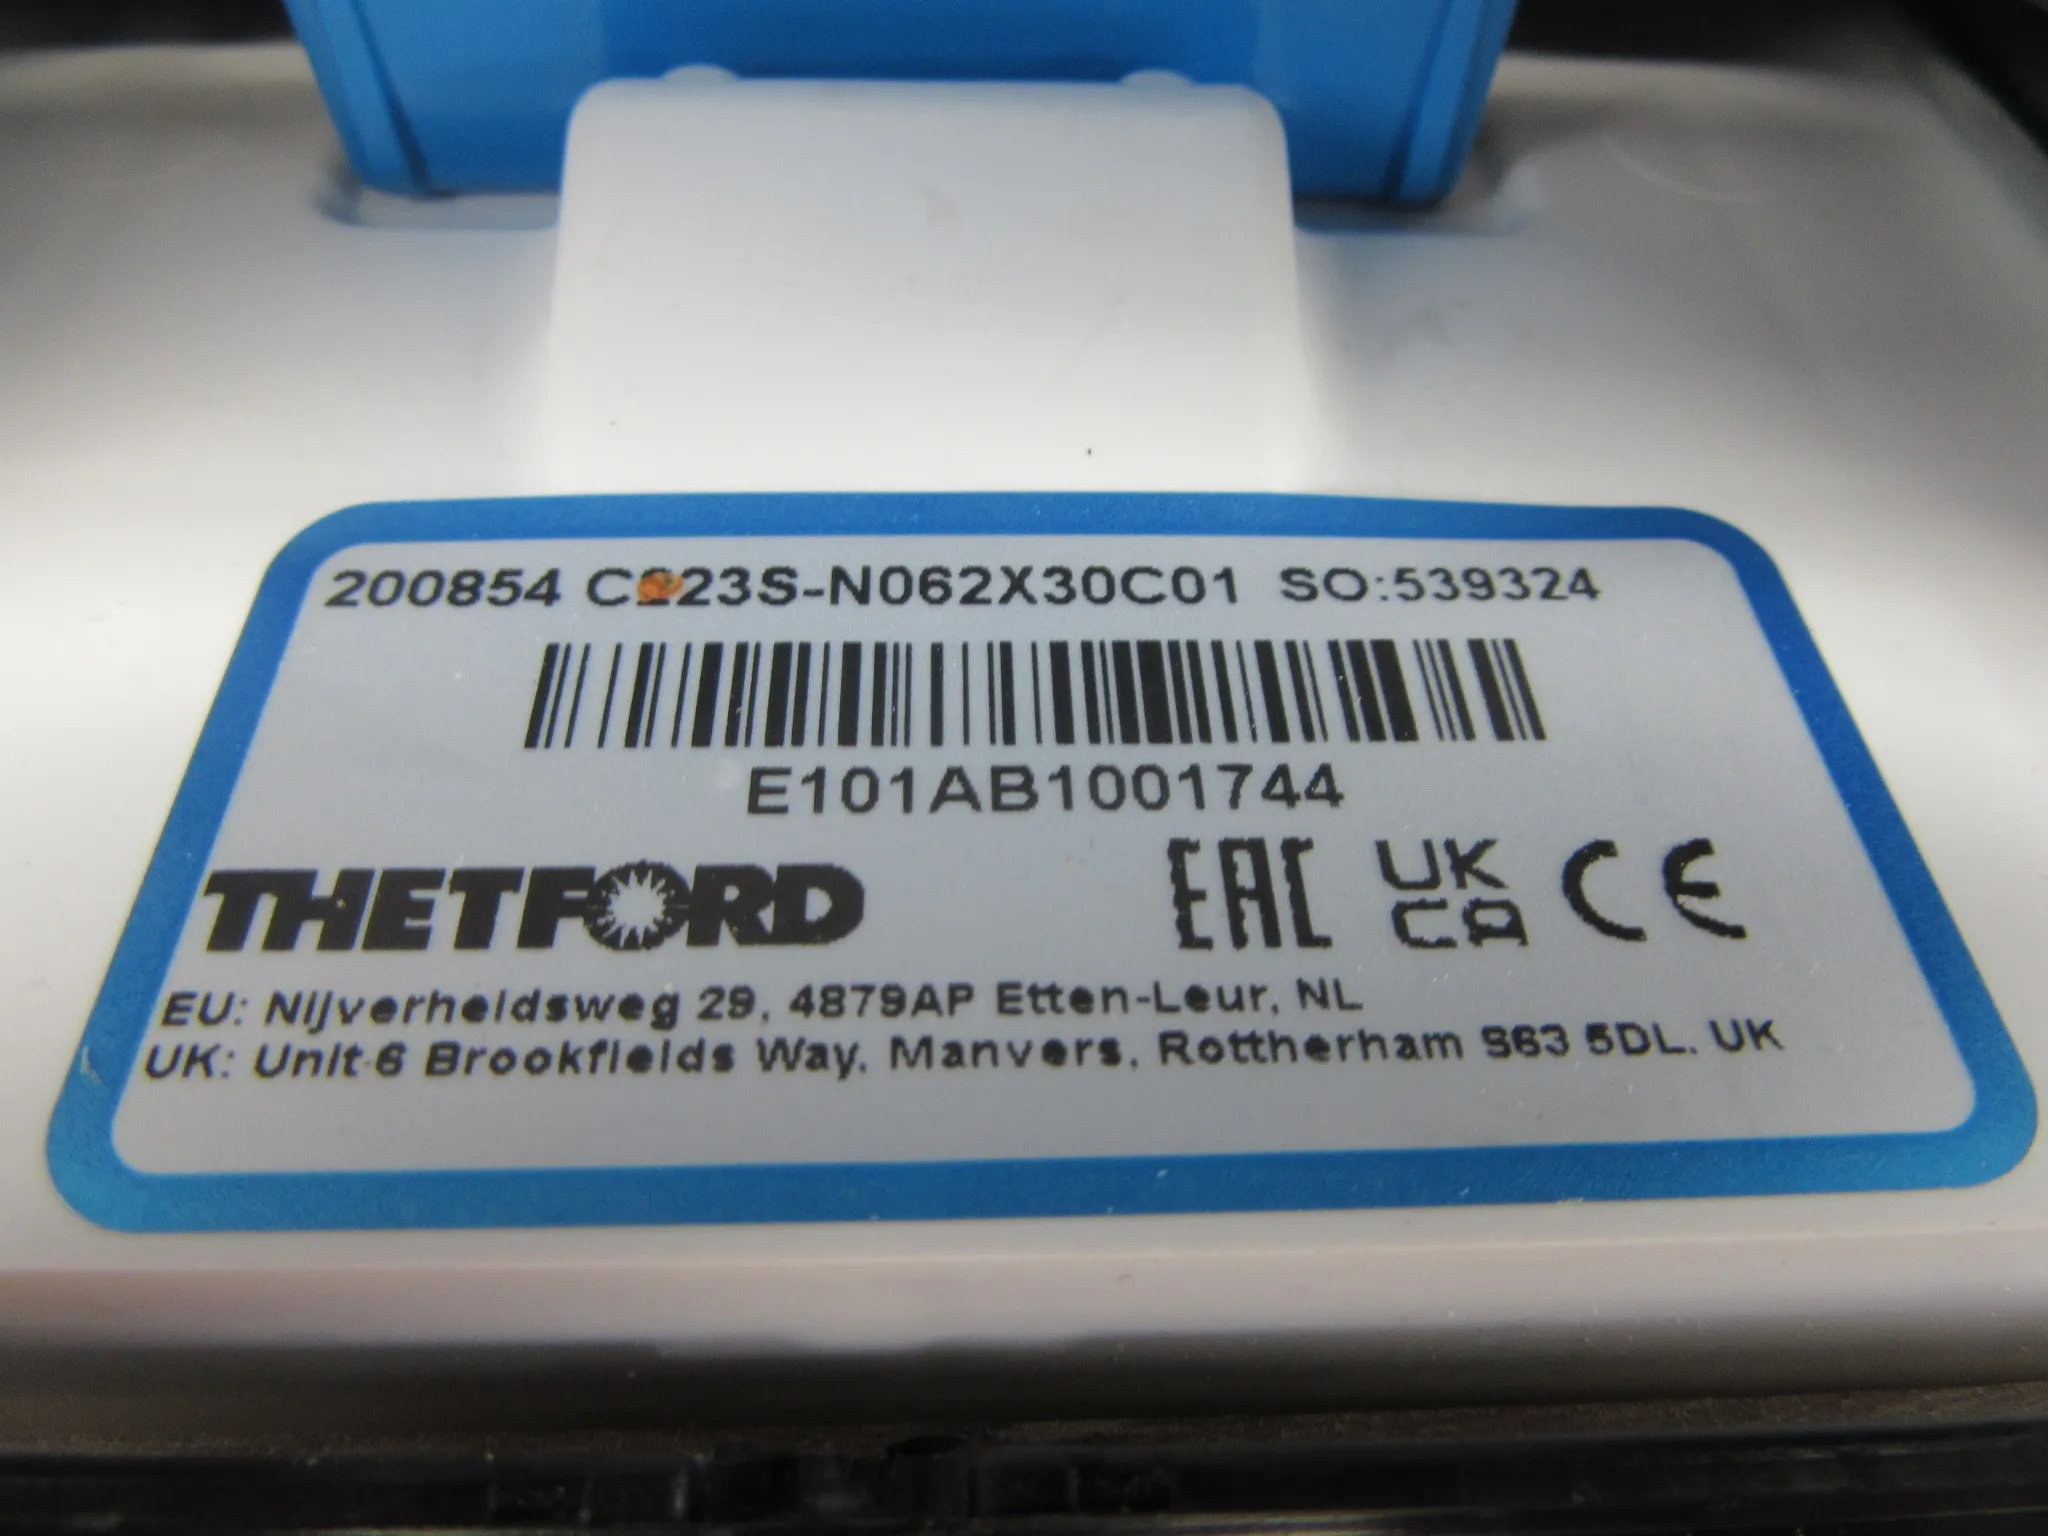 200854 C223S-N062X30C01 SO:539324
E101AB1001744
THETFORD
EAC UK CA CE
EU: Nijverheidsweg 29, 4879AP Etten-Leur, NL
UK: Unit 6 Brookfields Way, Manvers, Rottherham S63 5DL, UK